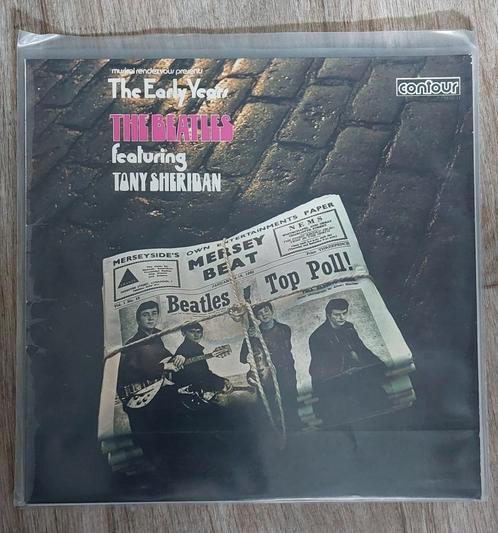 musical rendezvous presents
The Early Years
contour
THE BEATLES
featuring
TONY SHERIDAN
MERSEYSIDE'S OWN ENTERTAINMENTS PAPER
MERSEY
BEAT
NEMS
Beatles Top Poll!